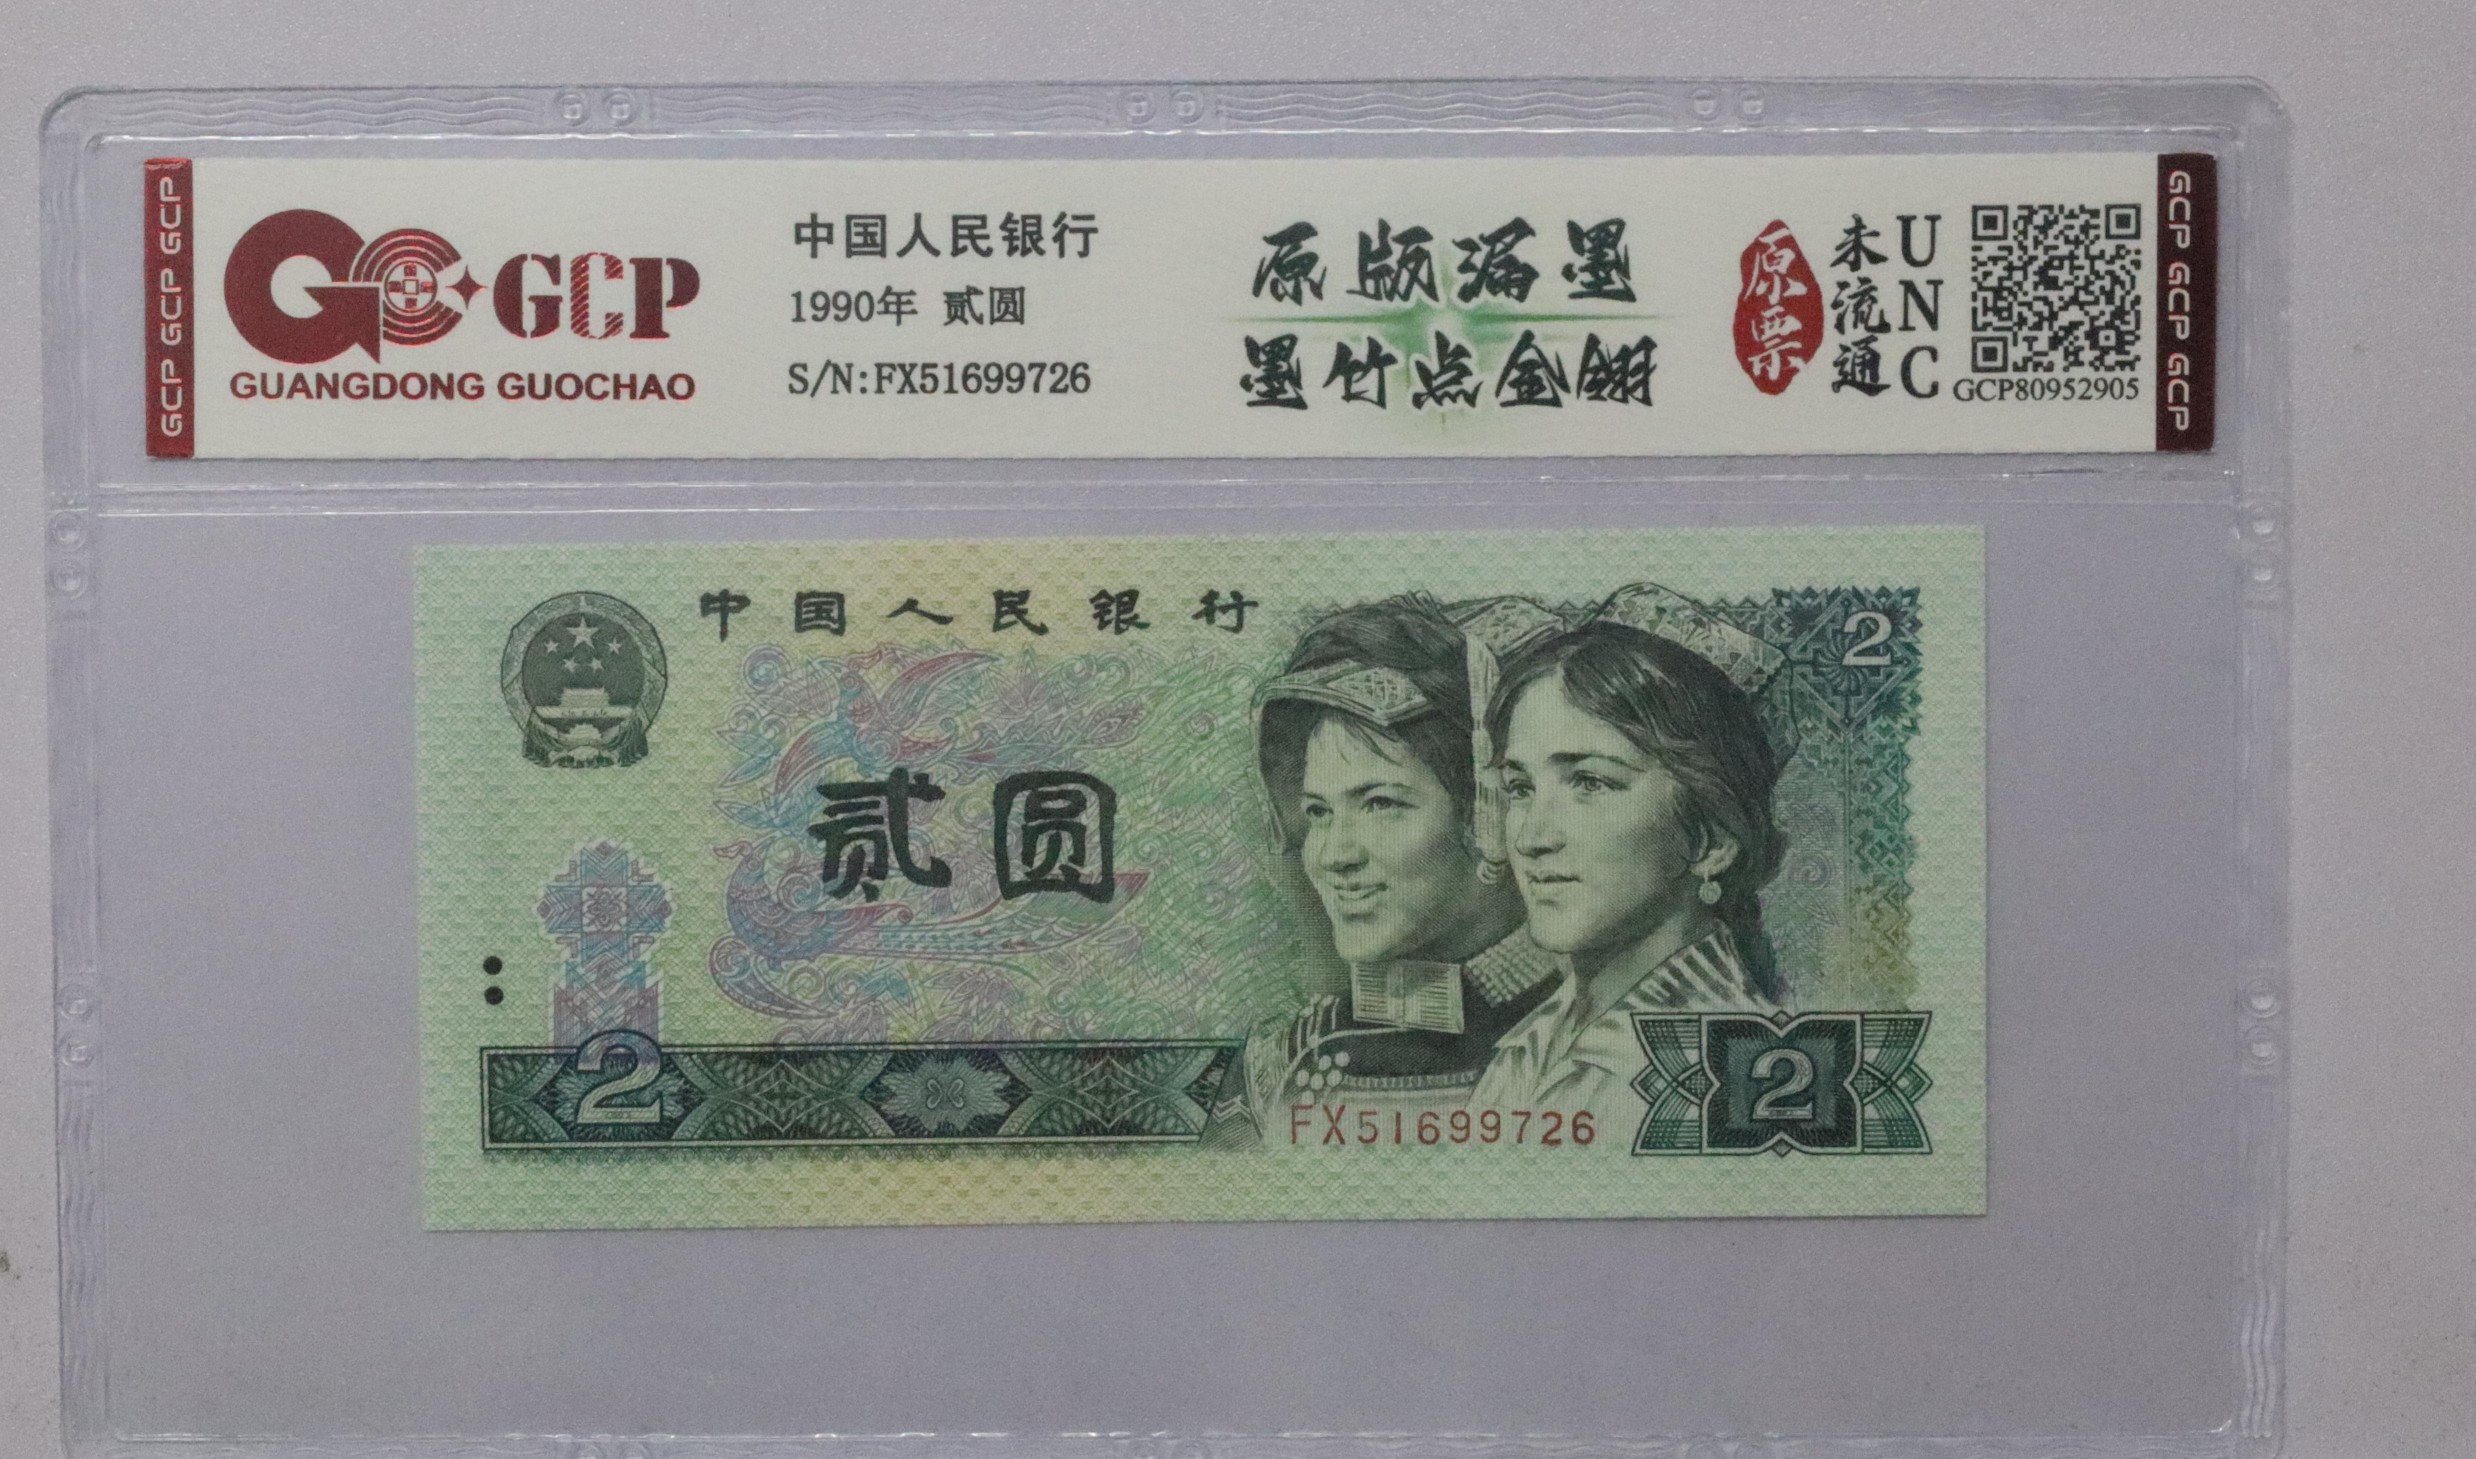 GCP GCP GCP
GCP
GUANGDONG GUOCHAO
中国人民银行
1990年 贰圆
S/N:FX51699726
原版漏墨
墨竹点金翎
原票
未流通
UNC
GCP80952905
GCP GCP GCP
中国人民银行
2
贰圆
2
FX51699726
2